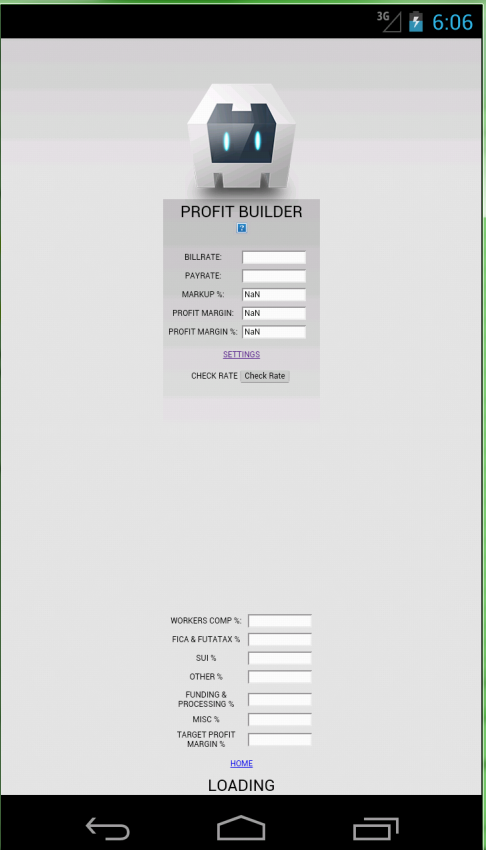 3G 6:06
PROFIT BUILDER
?
BILLRATE:
PAYRATE:
MARKUP %: NaN
PROFIT MARGIN: NaN
PROFIT MARGIN %: NaN
SETTINGS
CHECK RATE Check Rate
WORKERS COMP %:
FICA & FUTATAX %
SUI %
OTHER %
FUNDING &
PROCESSING %
MISC %
TARGET PROFIT
MARGIN %
HOME
LOADING